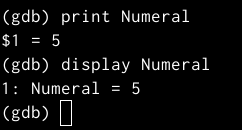 (gdb) print Numeral
$1 = 5
(gdb) display Numeral
1: Numeral = 5
(gdb)